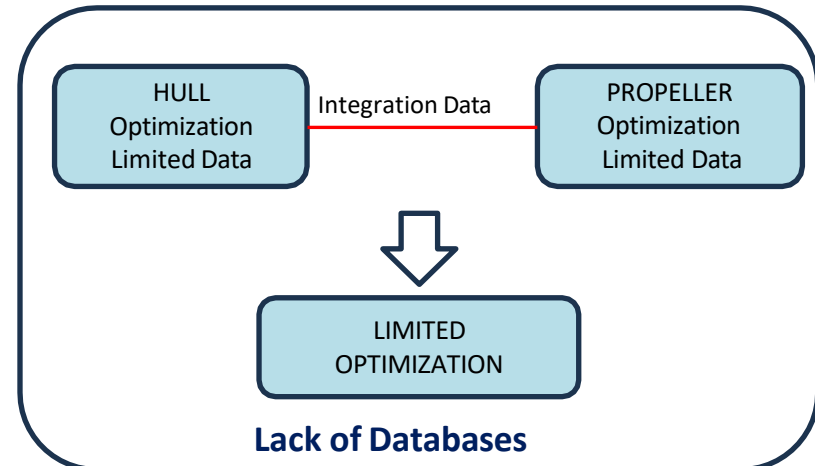 HULL
Optimization
Limited Data
Integration Data
PROPELLER
Optimization
Limited Data
LIMITED
OPTIMIZATION
Lack of Databases